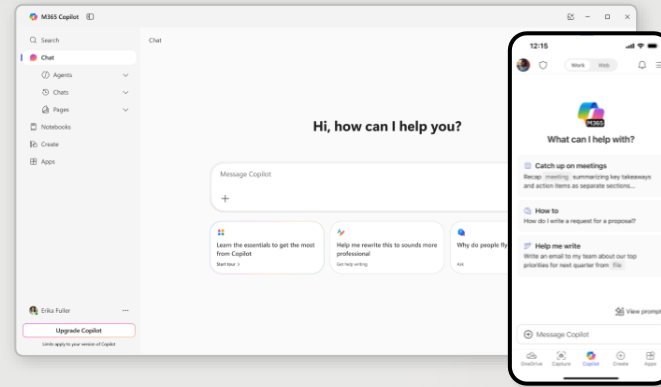 M365 Copilot
Search
Chat
Agents
Chats
Pages
Notebooks
Create
Apps
Erika Fuller
Upgrade Copilot
Limits apply to your version of Copilot
Chat
Hi, how can I help you?
Message Copilot
Learn the essentials to get the most
from Copilot
Start tour >
Help me rewrite this to sounds more
professional
Get help writing
Why do people fly
Ask
12:15
Work Web
M365
What can I help with?
Catch up on meetings
Recap meeting summarizing key takeaways
and action items as separate sections...
How to
How do I write a request for a proposal?
Help me write
Write an email to my team about our top
priorities for next quarter from file
View prompt
Message Copilot
OneDrive Capture Copilot Create Apps